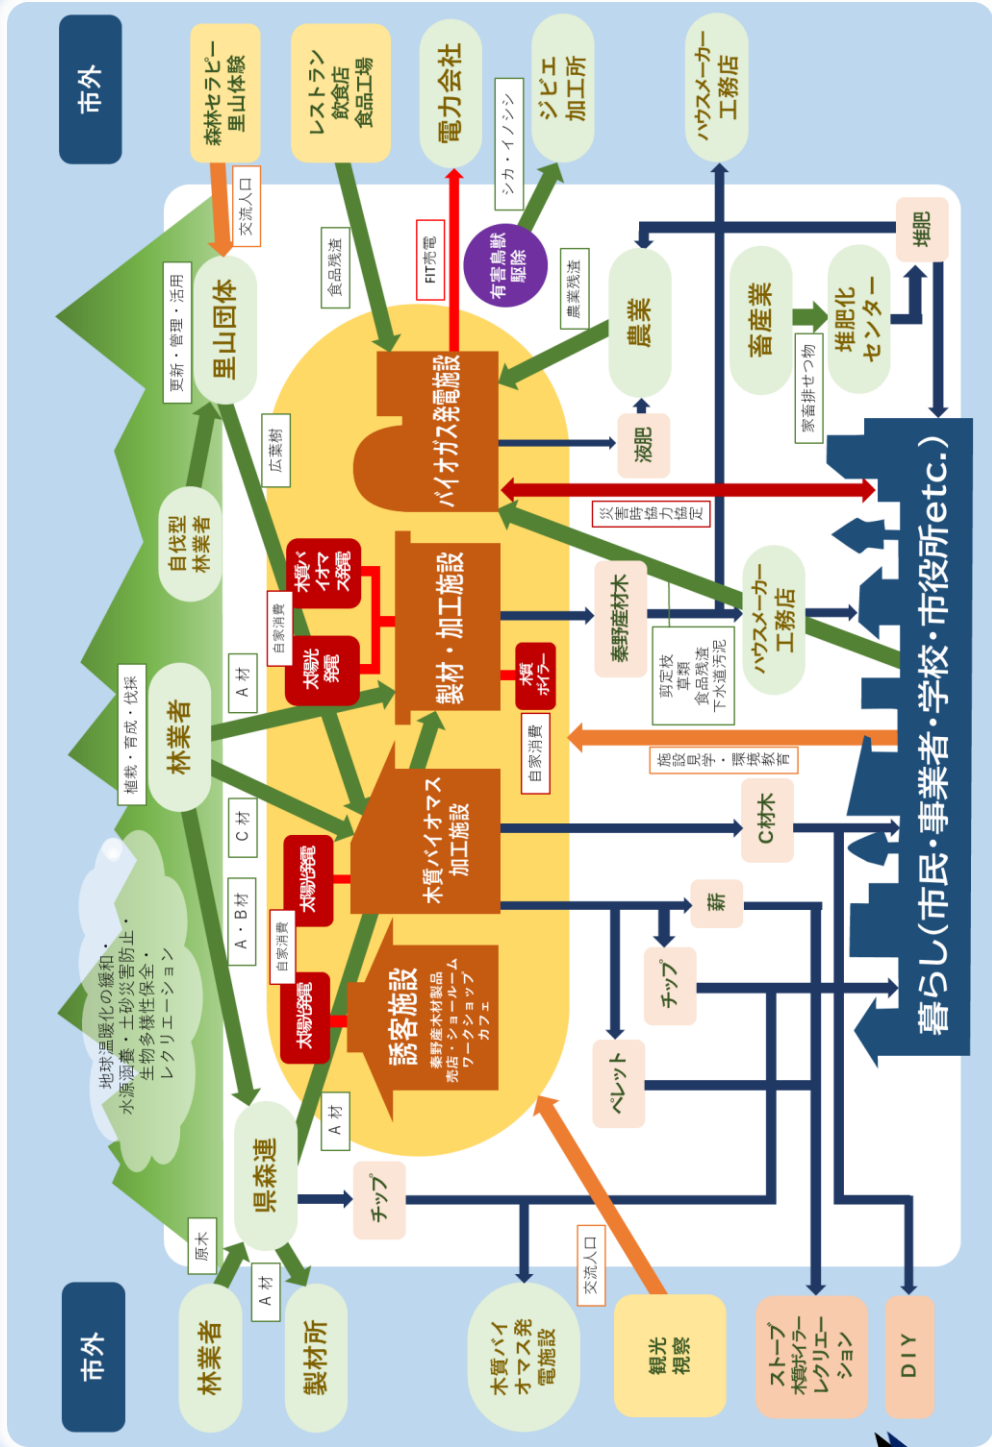 市外
林業者
製材所
木質バイ
オマス発
電施設
観光
視察
ストーブ
木質ボイラー
レクリエー
ション
DIY
原木
A 材
交流人口
地球温暖化の緩和・
水源涵養・土砂災害防止・
生物多様性保全・
レクリエーション
県森連
チップ
A 材
A・B材
C 材
A 材
植栽・育成・伐採
林業者
自伐型
林業者
里山団体
更新・管理・活用
広葉樹
太陽光発電
自家消費
太陽光発電
誘客施設
秦野産木材製品
売店・ショールーム
ワークショップ
カフェ
木質バイオマス
加工施設
太陽光
発電
自家消費
木質バ
イオマ
ス発電
製材・加工施設
木質
ボイラー
自家消費
バイオガス発電施設
ペレット
チップ
薪
C材木
施設見学・環境教育
秦野産材木
剪定枝
草類
食品残渣
下水道汚泥
ハウスメーカー
工務店
災害時協力協定
液肥
農業
農業残渣
畜産業
家畜排せつ物
堆肥化
センター
堆肥
有害鳥獣
駆除
シカ・イノシシ
FIT売電
食品残渣
交流人口
市外
森林セラピー
里山体験
レストラン
飲食店
食品工場
電力会社
ジビエ
加工所
ハウスメーカー
工務店
暮らし(市民・事業者・学校・市役所etc.)